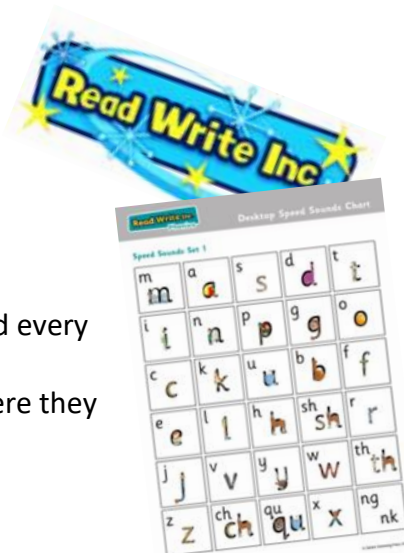 Read Write Inc.
Read Write Inc.
Phonics
Desktop Speed Sounds Chart
Speed Sounds Set 1
m a s d t
m a s d t
i n p g o
i n p g o
c k u b f
c k u b f
e l h sh r
e l h sh r
j v y w th
j v y w th
z ch qu x ng
z ch qu x nk
d every
ere they